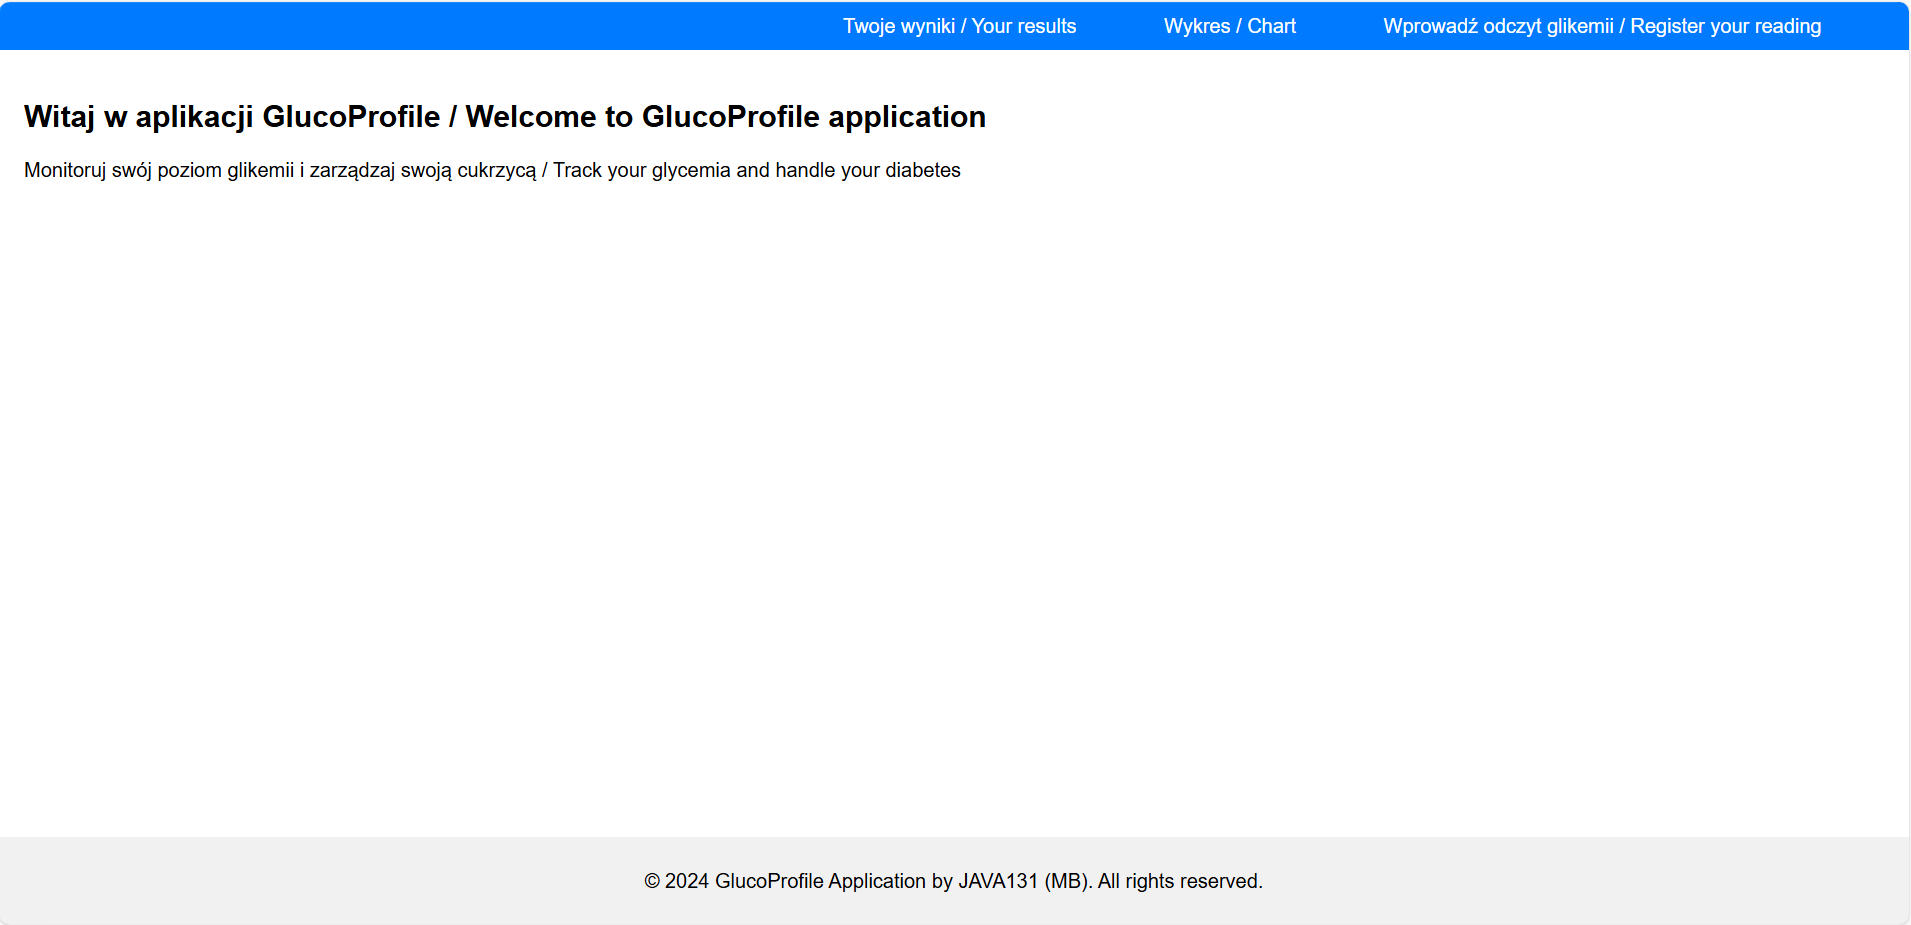 Twoje wyniki / Your results
Wykres / Chart
Wprowadź odczyt glikemii / Register your reading
Witaj w aplikacji GlucoProfile / Welcome to GlucoProfile application
Monitoruj swój poziom glikemii i zarządzaj swoją cukrzycą / Track your glycemia and handle your diabetes
© 2024 GlucoProfile Application by JAVA131 (MB). All rights reserved.